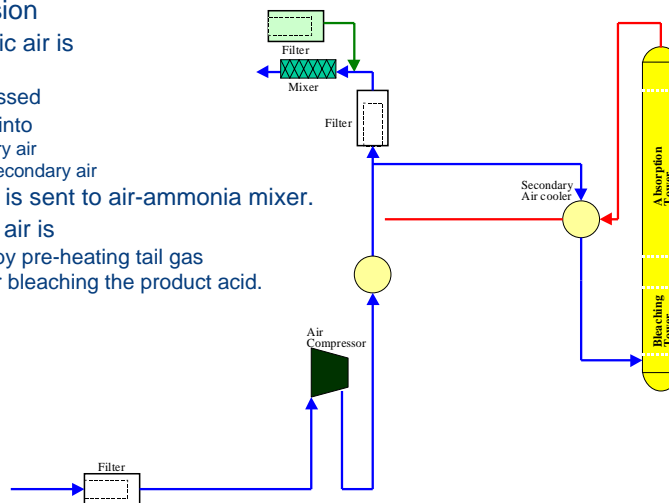 sion
ic air is
ssed
into
ry air
econdary air
is sent to air-ammonia mixer.
air is
by pre-heating tail gas
r bleaching the product acid.
Filter
Mixer
Filter
Secondary
Air cooler
Absorption
Tower
Bleaching
Tower
Air
Compressor
Filter